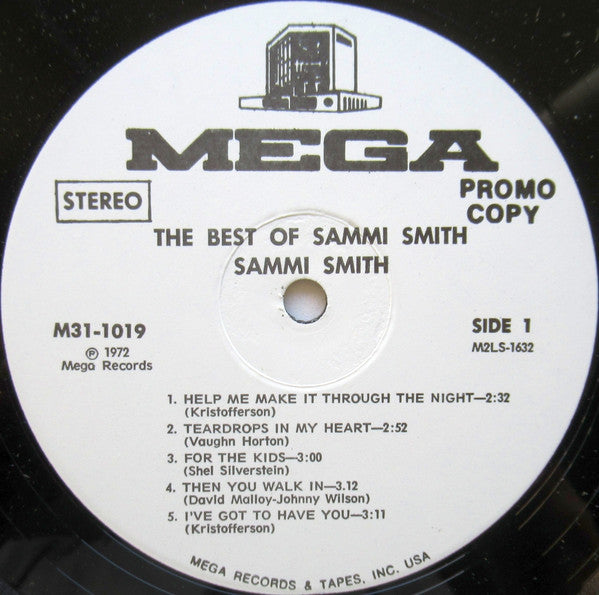 MEGA
STEREO
PROMO
COPY
THE BEST OF SAMMI SMITH
SAMMI SMITH
M31-1019
℗ 1972
Mega Records
SIDE 1
M2LS-1632
1. HELP ME MAKE IT THROUGH THE NIGHT—2:32
(Kristofferson)
2. TEARDROPS IN MY HEART—2:52
(Vaughn Horton)
3. FOR THE KIDS—3:00
(Shel Silverstein)
4. THEN YOU WALK IN—3.12
(David Malloy-Johnny Wilson)
5. I'VE GOT TO HAVE YOU—3:11
(Kristofferson)
MEGA RECORDS & TAPES, INC. USA